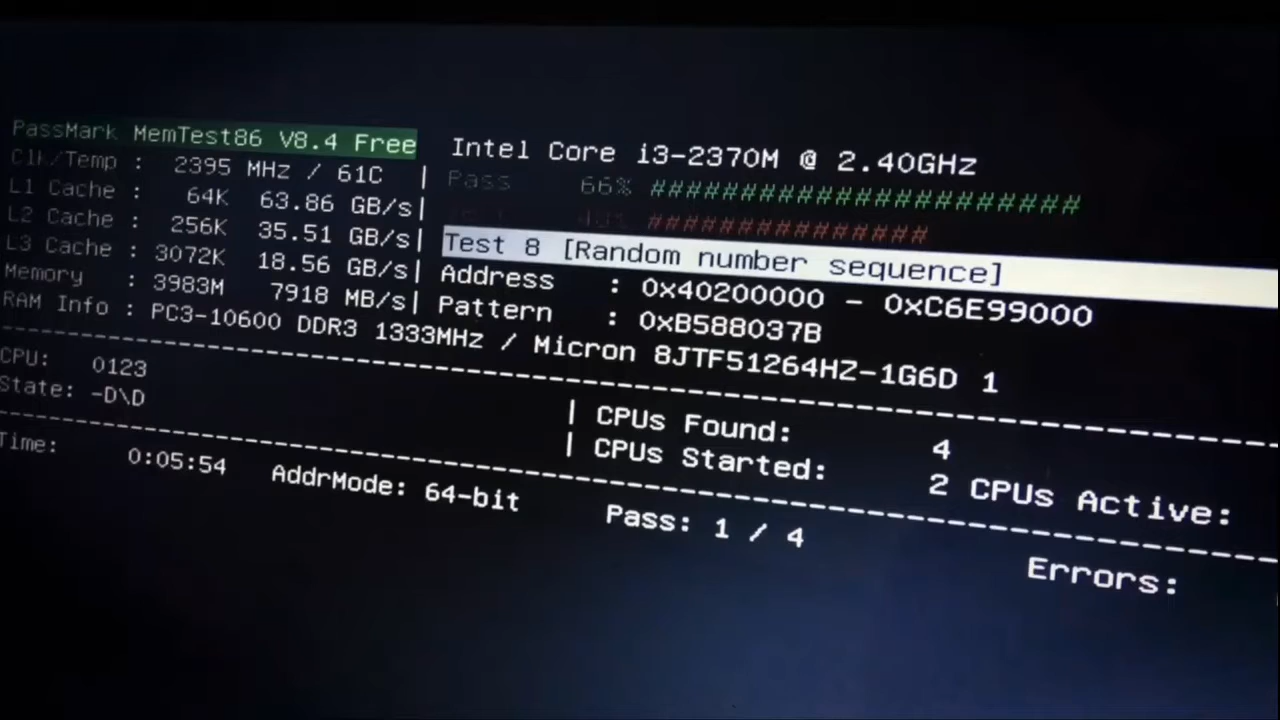 PassMark MemTest86 V8.4 Free
Intel Core i3-2370M @ 2.40GHz
Clk/Temp : 2395 MHz / 61C |
Pass 66% ########################
L1 Cache : 64K 63.86 GB/s|
################
L2 Cache : 256K 35.51 GB/s|
Test 8 [Random number sequence]
L3 Cache : 3072K 18.56 GB/s|
Address : 0x40200000 - 0xC6E99000
Memory : 3983M 7918 MB/s|
Pattern : 0xB588037B
RAM Info : PC3-10600 DDR3 1333MHz / Micron 8JTF51264HZ-1G6D 1
CPU: 0123
| CPUs Found: 4
State: -D\D
| CPUs Started: 2 CPUs Active:
Time: 0:05:54 AddrMode: 64-bit Pass: 1 / 4 Errors: